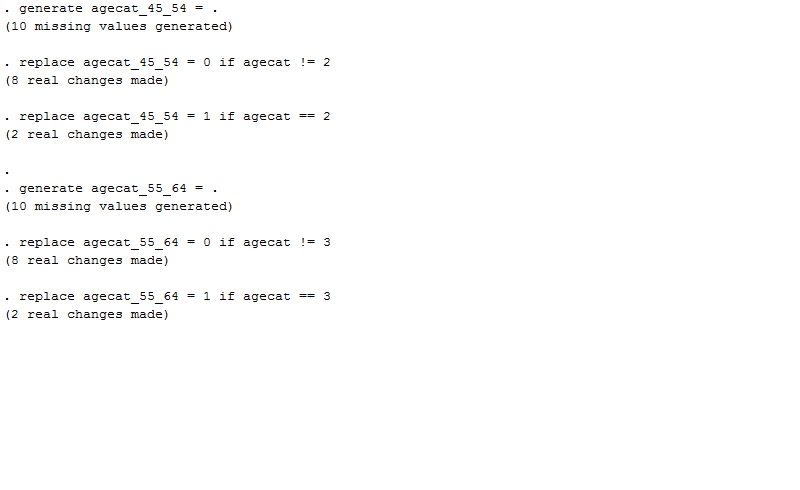 . generate agecat_45_54 = .
(10 missing values generated)
. replace agecat_45_54 = 0 if agecat != 2
(8 real changes made)
. replace agecat_45_54 = 1 if agecat == 2
(2 real changes made)
.
. generate agecat_55_64 = .
(10 missing values generated)
. replace agecat_55_64 = 0 if agecat != 3
(8 real changes made)
. replace agecat_55_64 = 1 if agecat == 3
(2 real changes made)